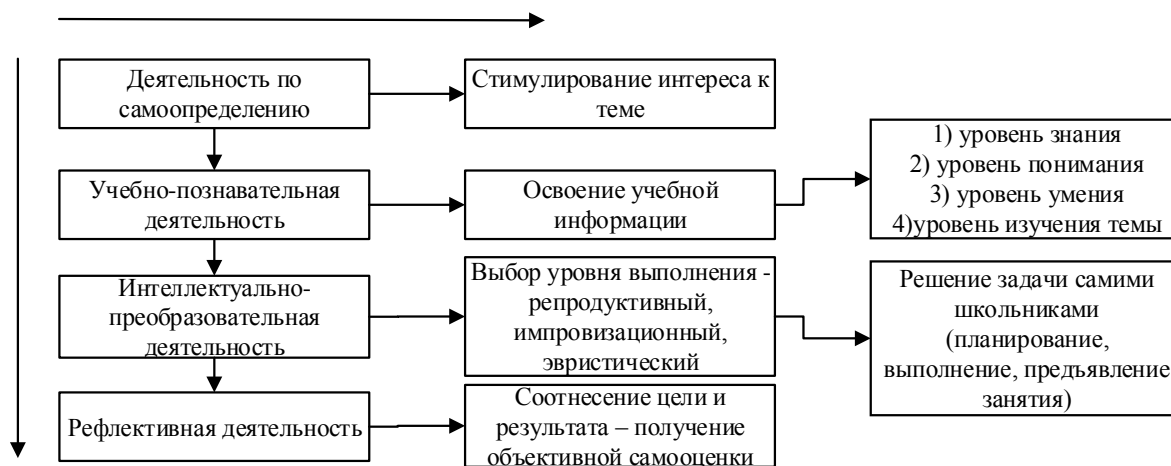 Деятельность по
самоопределению
Стимулирование интереса к
теме
Учебно-познавательная
деятельность
Освоение учебной
информации
1) уровень знания
2) уровень понимания
3) уровень умения
4)уровень изучения темы
Интеллектуально-
преобразовательная
деятельность
Выбор уровня выполнения -
репродуктивный,
импровизационный,
эвристический
Решение задачи самими
школьниками
(планирование,
выполнение, предъявление
занятия)
Рефлективная деятельность
Соотнесение цели и
результата – получение
объективной самооценки